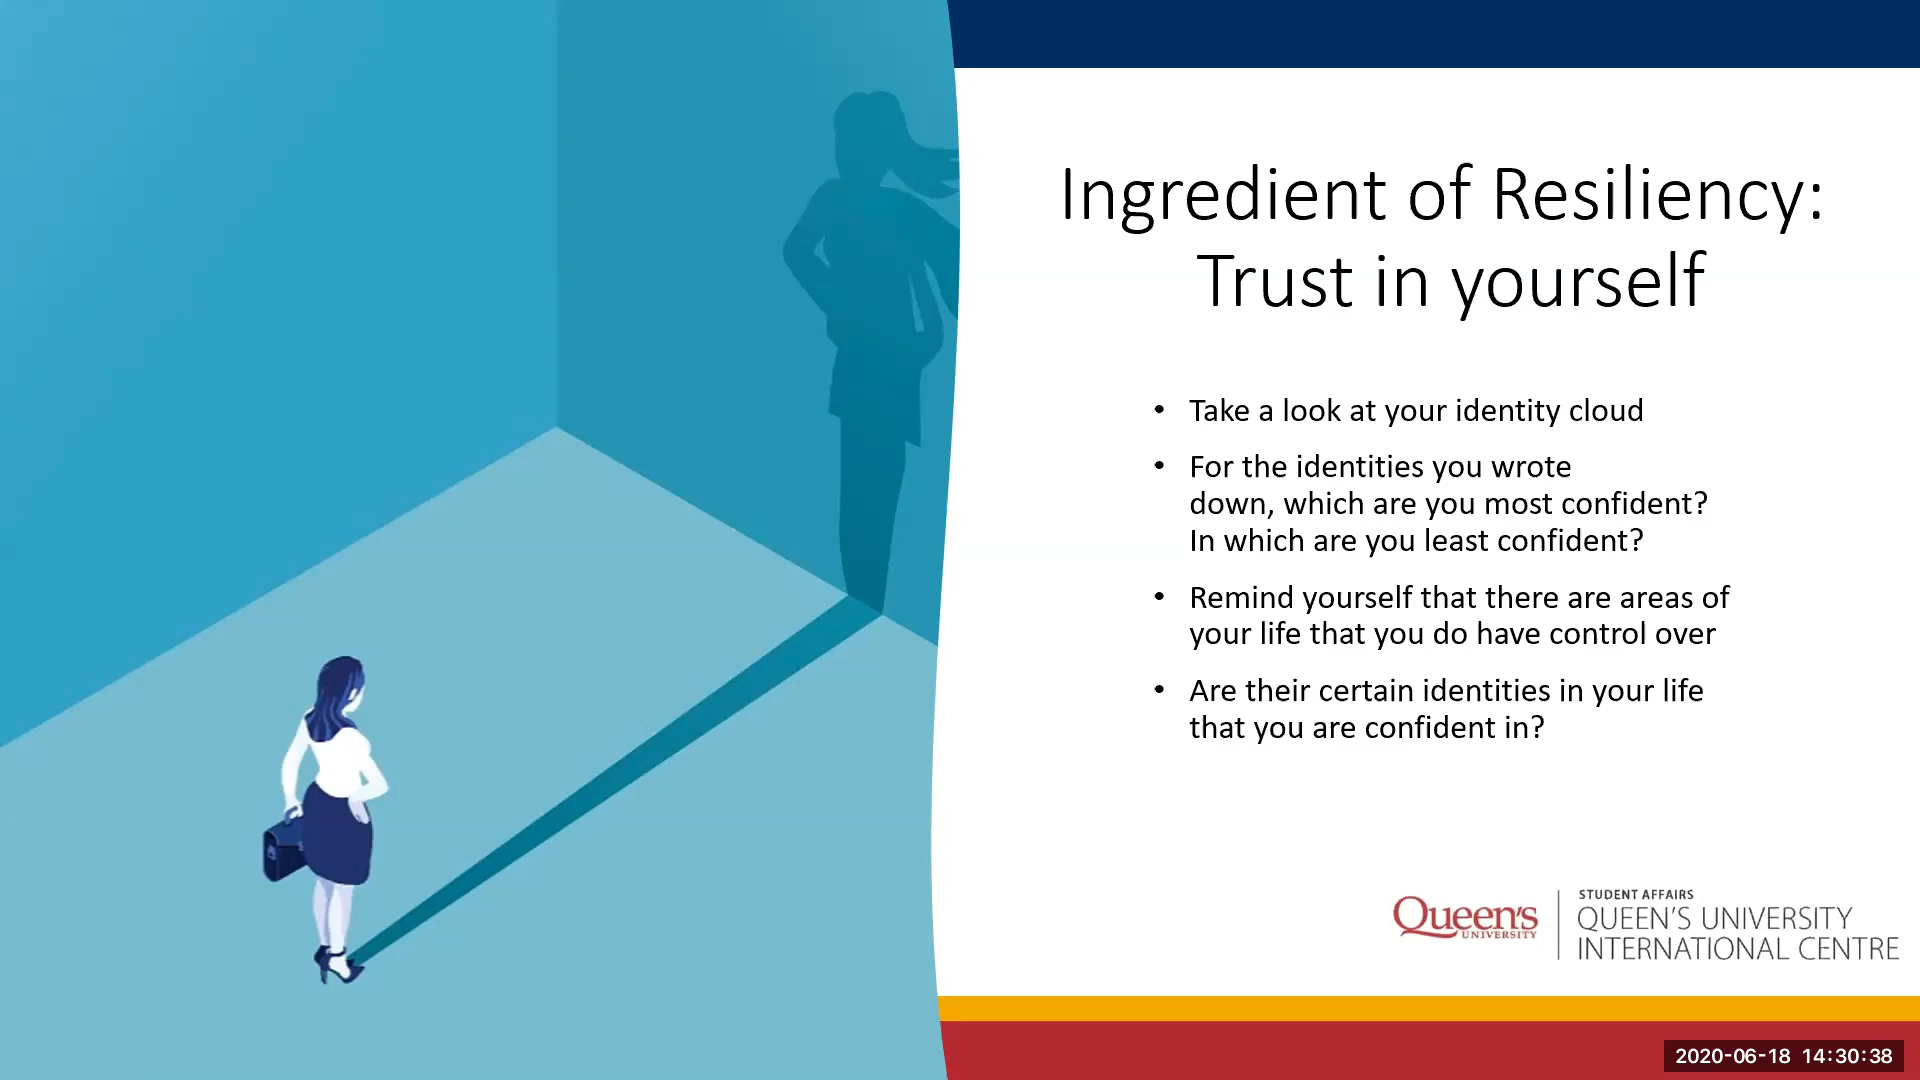 Ingredient of Resiliency:
Trust in yourself
• Take a look at your identity cloud
• For the identities you wrote
down, which are you most confident?
In which are you least confident?
• Remind yourself that there are areas of
your life that you do have control over
• Are their certain identities in your life
that you are confident in?
Queen's
UNIVERSITY
STUDENT AFFAIRS
QUEEN'S UNIVERSITY
INTERNATIONAL CENTRE
2020-06-18 14:30:38